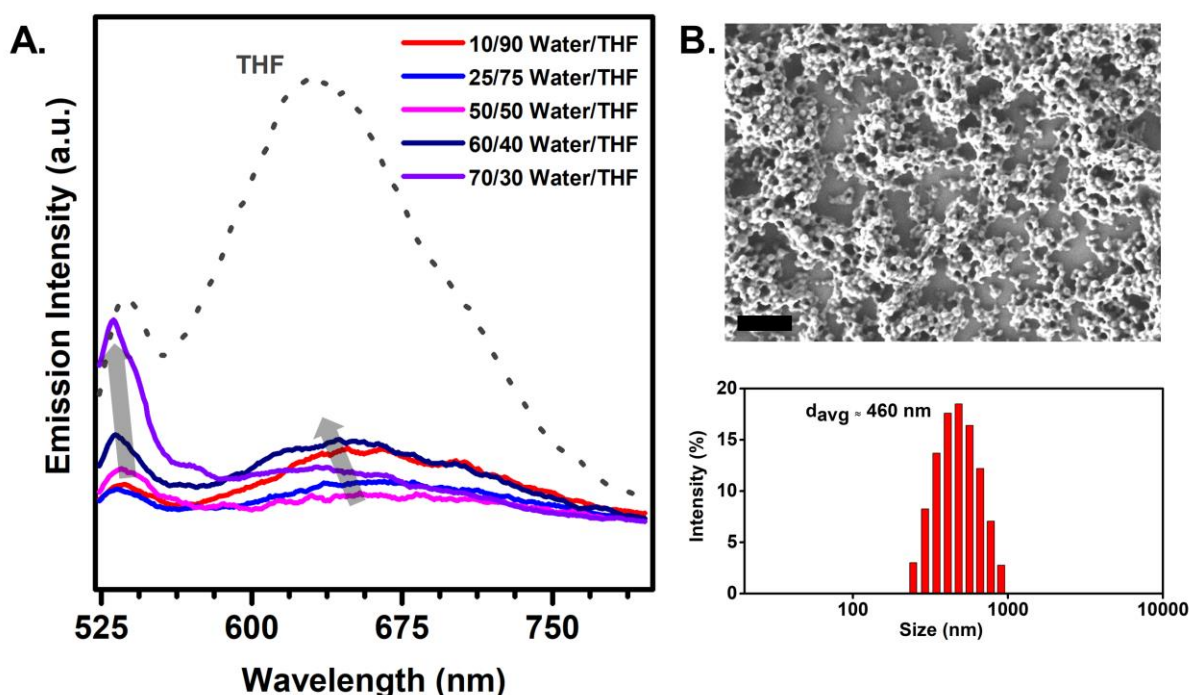 A.
THF
10/90 Water/THF
25/75 Water/THF
50/50 Water/THF
60/40 Water/THF
70/30 Water/THF
Emission Intensity (a.u.)
525 600 675 750
Wavelength (nm)
B.
davg ≈ 460 nm
20
15
10
5
0
Intensity (%)
100 1000 10000
Size (nm)